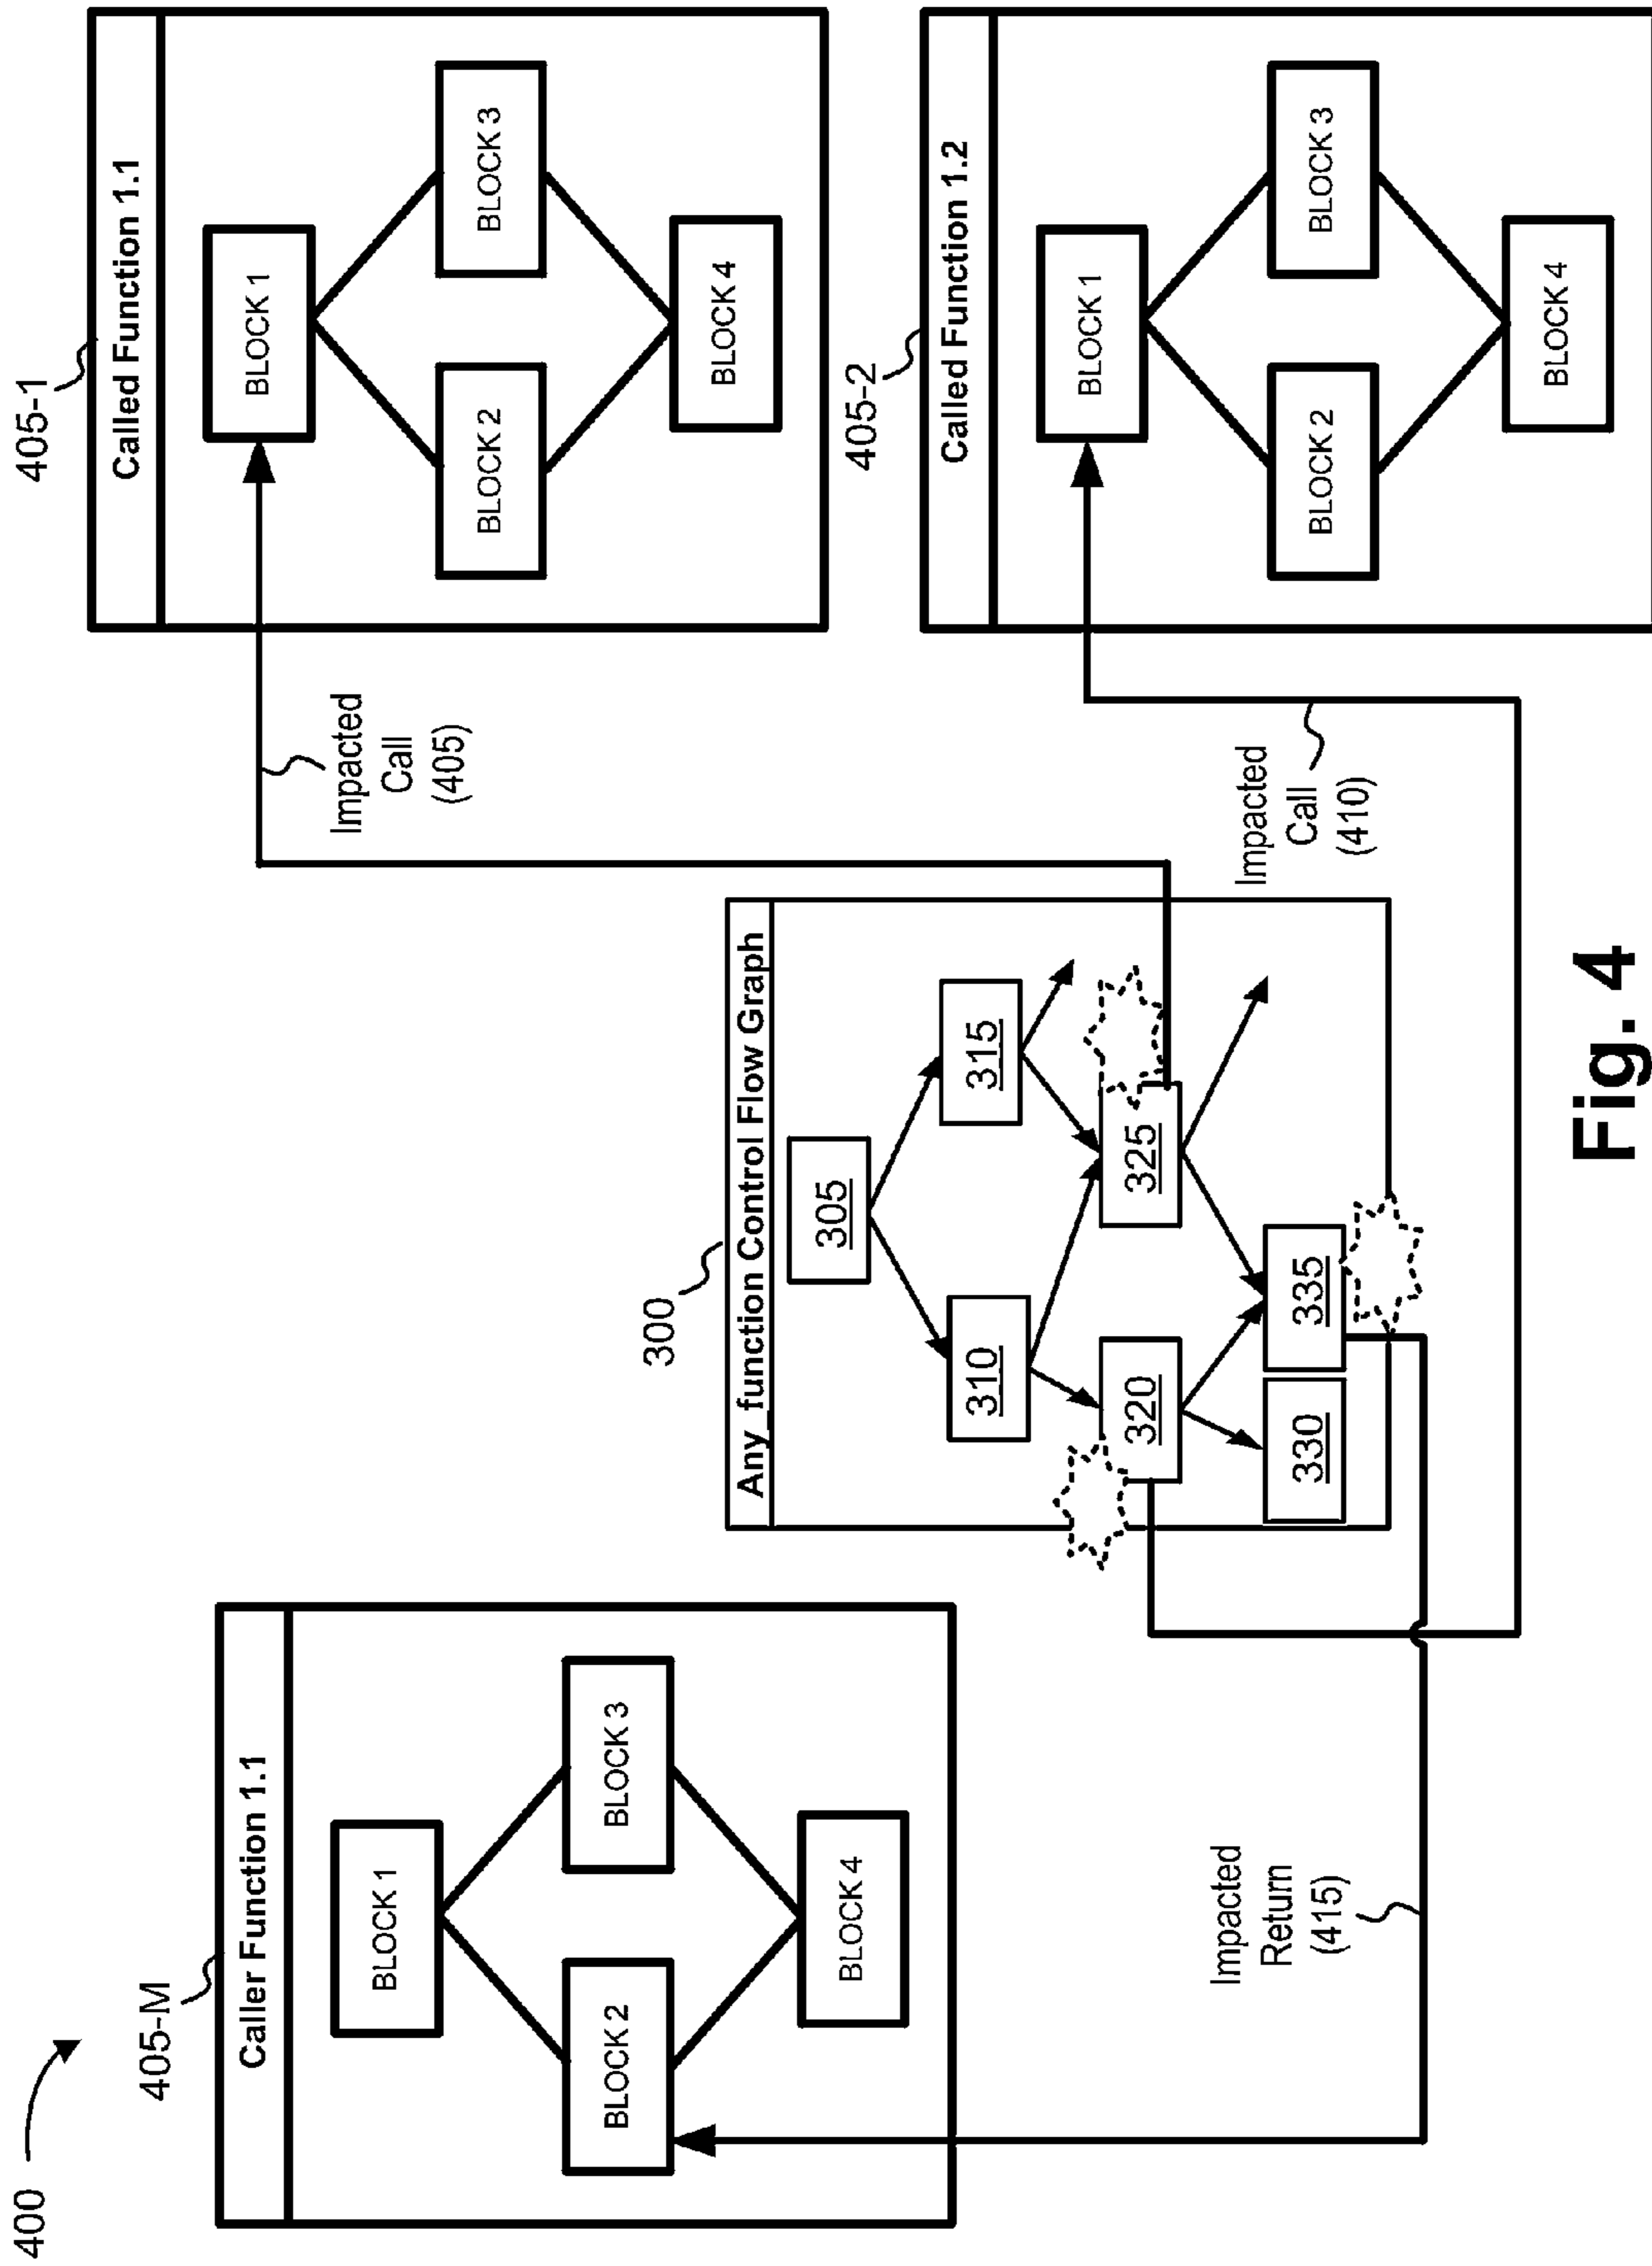 400
405-M
Caller Function 1.1
BLOCK 1
BLOCK 2
BLOCK 3
BLOCK 4
Impacted
Return
(415)
300
Any_function Control Flow Graph
305
310
315
320
325
330
335
Impacted
Call
(405)
Impacted
Call
(410)
405-1
Called Function 1.1
BLOCK 1
BLOCK 2
BLOCK 3
BLOCK 4
405-2
Called Function 1.2
BLOCK 1
BLOCK 2
BLOCK 3
BLOCK 4
Fig. 4